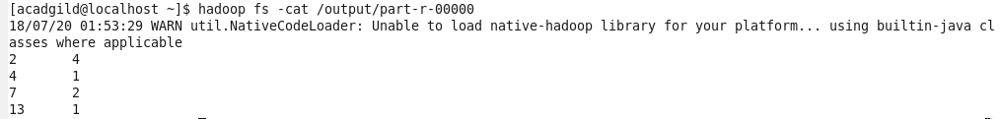 [acadgild@localhost ~]$ hadoop fs -cat /output/part-r-00000
18/07/20 01:53:29 WARN util.NativeCodeLoader: Unable to load native-hadoop library for your platform... using builtin-java cl
asses where applicable
2 4
4 1
7 2
13 1